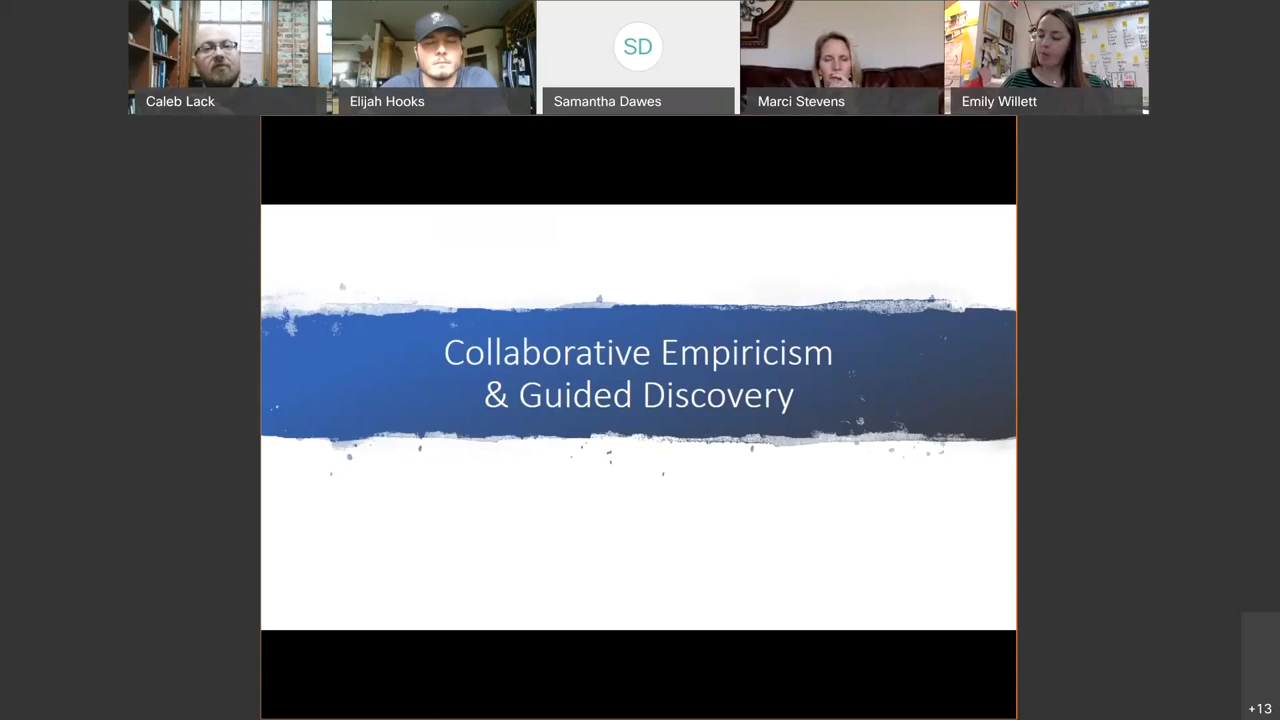 SD
Caleb Lack
Elijah Hooks
Samantha Dawes
Marci Stevens
Emily Willett
Collaborative Empiricism
& Guided Discovery
+13